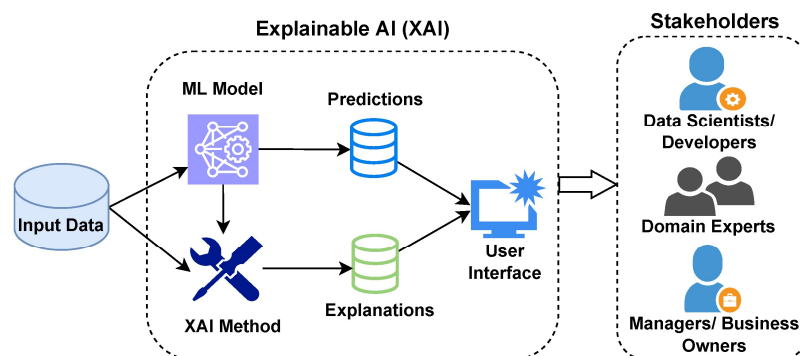 Explainable AI (XAI)
Stakeholders
ML Model
Predictions
Input Data
XAI Method
Explanations
User
Interface
Data Scientists/
Developers
Domain Experts
Managers/ Business
Owners